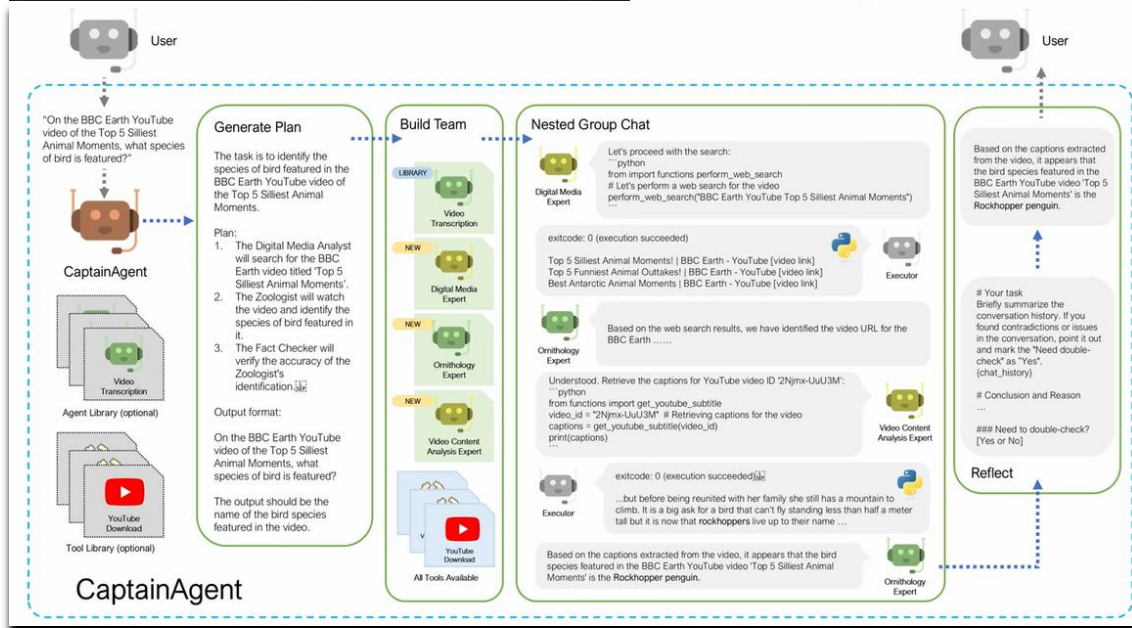 User
"On the BBC Earth YouTube
video of the Top 5 Silliest
Animal Moments, what species
of bird is featured?"
CaptainAgent
Video
Transcription
Agent Library (optional)
YouTube
Download
Tool Library (optional)
CaptainAgent
Generate Plan
The task is to identify the
species of bird featured in the
BBC Earth YouTube video of
the Top 5 Silliest Animal
Moments.
Plan:
1. The Digital Media Analyst
will search for the BBC
Earth video titled 'Top 5
Silliest Animal Moments'.
2. The Zoologist will watch
the video and identify the
species of bird featured in
it.
3. The Fact Checker will
verify the accuracy of the
Zoologist's
identification.
Output format:
On the BBC Earth YouTube
video of the Top 5 Silliest
Animal Moments, what
species of bird is featured?
The output should be the
name of the bird species
featured in the video.
Build Team
LIBRARY
Video
Transcription
NEW
Digital Media
Expert
NEW
Ornithology
Expert
NEW
Video Content
Analysis Expert
YouTube
Download
All Tools Available
Nested Group Chat
Digital Media
Expert
Let's proceed with the search:
```python
from import functions perform_web_search
# Let's perform a web search for the video
perform_web_search("BBC Earth YouTube Top 5 Silliest Animal Moments")
```
exitcode: 0 (execution succeeded)
Top 5 Silliest Animal Moments! | BBC Earth - YouTube [video link]
Top 5 Funniest Animal Outtakes! | BBC Earth - YouTube [video link]
Best Antarctic Animal Moments | BBC Earth - YouTube [video link]
Executor
Ornithology
Expert
Based on the web search results, we have identified the video URL for the
BBC Earth ......
Understood. Retrieve the captions for YouTube video ID '2Njmx-UuU3M':
```python
from functions import get_youtube_subtitle
video_id = "2Njmx-UuU3M" # Retrieving captions for the video
captions = get_youtube_subtitle(video_id)
print(captions)
```
Video Content
Analysis Expert
Executor
exitcode: 0 (execution succeeded)
...but before being reunited with her family she still has a mountain to
climb. It is a big ask for a bird that can't fly standing less than half a meter
tall but it is now that rockhoppers live up to their name ...
Based on the captions extracted from the video, it appears that the bird
species featured in the BBC Earth YouTube video 'Top 5 Silliest Animal
Moments' is the Rockhopper penguin.
Ornithology
Expert
User
Based on the captions extracted
from the video, it appears that
the bird species featured in the
BBC Earth YouTube video 'Top
5 Silliest Animal Moments' is the
Rockhopper penguin.
# Your task
Briefly summarize the
conversation history. If you
found contradictions or issues
in the conversation, point it out
and mark the "Need double-
check" as "Yes".
{chat_history}
# Conclusion and Reason
...
### Need to double-check?
[Yes or No]
Reflect